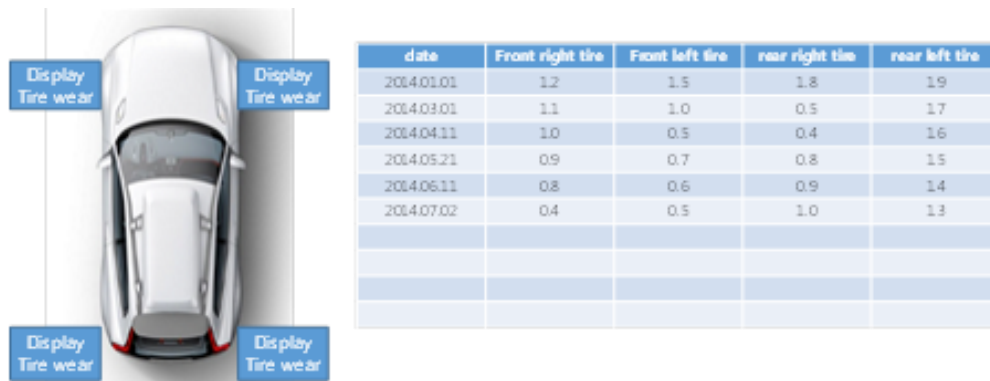 Display
Tire wear
Display
Tire wear
Display
Tire wear
Display
Tire wear
date Front right tire Front left tire rear right tire rear left tire
2014.01.01 1.2 1.5 1.8 1.9
2014.03.01 1.1 1.0 0.5 1.7
2014.04.11 1.0 0.5 0.4 1.6
2014.05.21 0.9 0.7 0.8 1.5
2014.06.11 0.8 0.6 0.9 1.4
2014.07.02 0.4 0.5 1.0 1.3